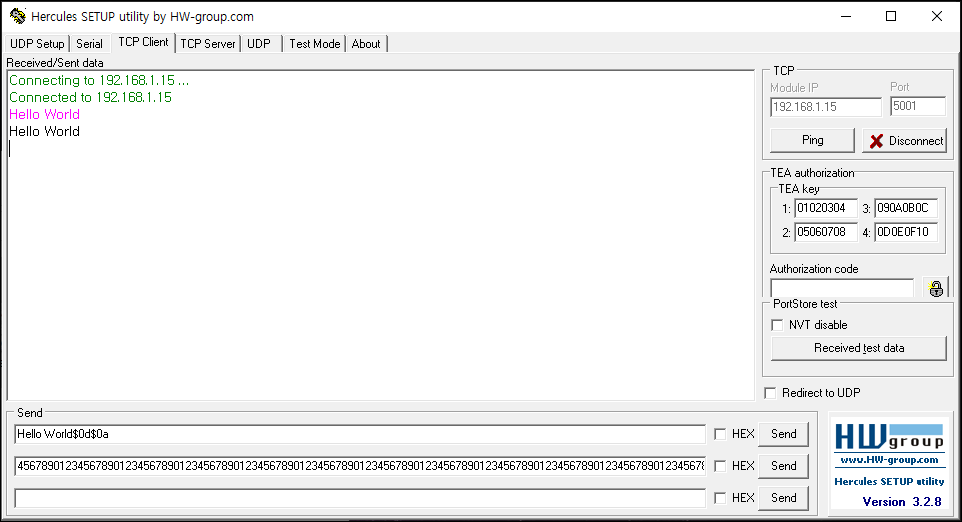 Hercules SETUP utility by HW-group.com
UDP Setup Serial TCP Client TCP Server UDP Test Mode About
Received/Sent data
Connecting to 192.168.1.15 ...
Connected to 192.168.1.15
Hello World
Hello World
TCP
Module IP Port
192.168.1.15 5001
Ping Disconnect
TEA authorization
TEA key
1: 01020304 3: 090A0B0C
2: 05060708 4: 0D0E0F10
Authorization code
PortStore test
NVT disable
Received test data
Redirect to UDP
Send
Hello World$0d$0a HEX Send
45678901234567890123456789012345678901234567890123456789012345678901234567890123456789012345678 HEX Send
HEX Send
HW group
www.HW-group.com
Hercules SETUP utility
Version 3.2.8